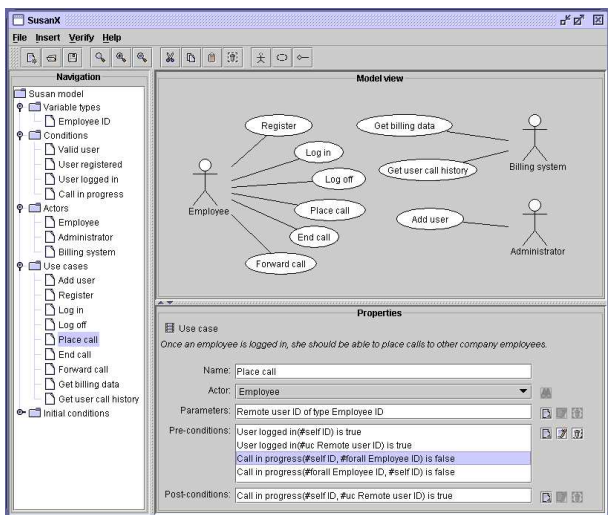 SusanX
File Insert Verify Help
Navigation
Susan model
Variable types
Employee ID
Conditions
Valid user
User registered
User logged in
Call in progress
Actors
Employee
Administrator
Billing system
Use cases
Add user
Register
Log in
Log off
Place call
End call
Forward call
Get billing data
Get user call history
Initial conditions
Model view
Register
Get billing data
Log in
Log off
Get user call history
Billing system
Employee
Place call
Add user
End call
Administrator
Forward call
Properties
Use case
Once an employee is logged in, she should be able to place calls to other company employees.
Name: Place call
Actor: Employee
Parameters: Remote user ID of type Employee ID
Pre-conditions: User logged in(#self ID) is true
User logged in(#uc Remote user ID) is true
Call in progress(#self ID, #forall Employee ID) is false
Call in progress(#forall Employee ID, #self ID) is false
Post-conditions: Call in progress(#self ID, #uc Remote user ID) is true